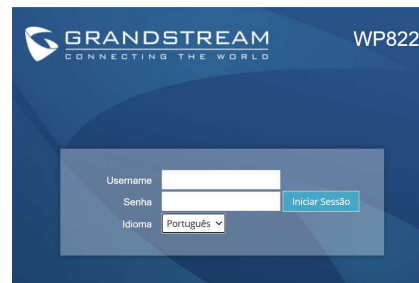 GRANDSTREAM
CONNECTING THE WORLD
WP822
Username
Senha
Iniciar Sessão
Idioma
Português